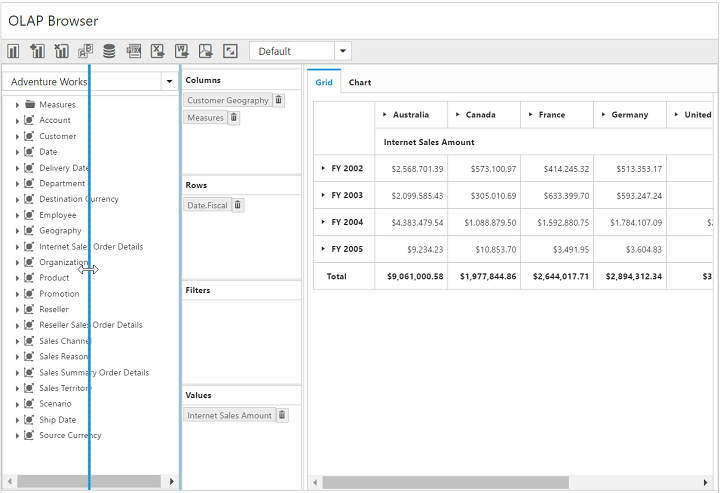 OLAP Browser
Default
Adventure Works
Measures
Account
Customer
Date
Delivery Date
Department
Destination Currency
Employee
Geography
Internet Sales Order Details
Organization
Product
Promotion
Reseller
Reseller Sales Order Details
Sales Channel
Sales Reason
Sales Summary Order Details
Sales Territory
Scenario
Ship Date
Source Currency
Columns
Customer Geography
Measures
Rows
Date.Fiscal
Filters
Values
Internet Sales Amount
Grid Chart
Australia Canada France Germany United
Internet Sales Amount
FY 2002 $2,568,701.39 $573,100.97 $414,245.32 $513,353.17
FY 2003 $2,099,585.43 $305,010.69 $633,399.70 $593,247.24
FY 2004 $4,383,479.54 $1,088,879.50 $1,592,880.75 $1,784,107.09 $
FY 2005 $9,234.23 $10,853.70 $3,491.95 $3,604.83
Total $9,061,000.58 $1,977,844.86 $2,644,017.71 $2,894,312.34 $3